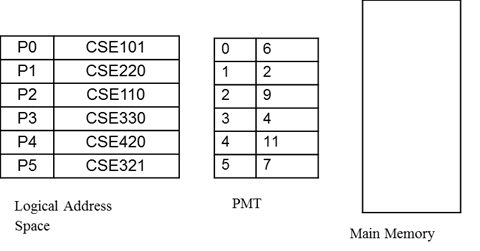 P0 CSE101
P1 CSE220
P2 CSE110
P3 CSE330
P4 CSE420
P5 CSE321
Logical Address
Space
0 6
1 2
2 9
3 4
4 11
5 7
PMT
Main Memory